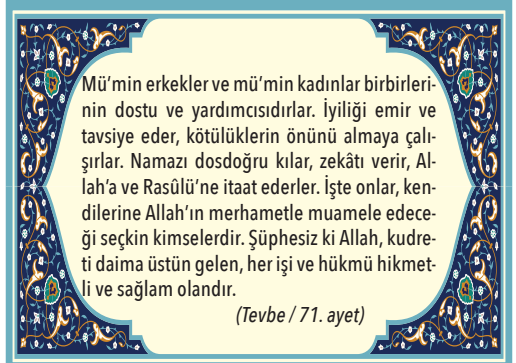 Mü’min erkekler ve mü’min kadınlar birbirleri-
nin dostu ve yardımcısıdırlar. İyiliği emir ve
tavsiye eder, kötülüklerin önünü almaya çalı-
şırlar. Namazı dosdoğru kılar, zekâtı verir, Al-
lah’a ve Rasûlü’ne itaat ederler. İşte onlar, ken-
dilerine Allah’ın merhametle muamele edece-
ği seçkin kimselerdir. Şüphesiz ki Allah, kudre-
ti daima üstün gelen, her işi ve hükmü hikmet-
li ve sağlam olandır.
(Tevbe / 71. ayet)